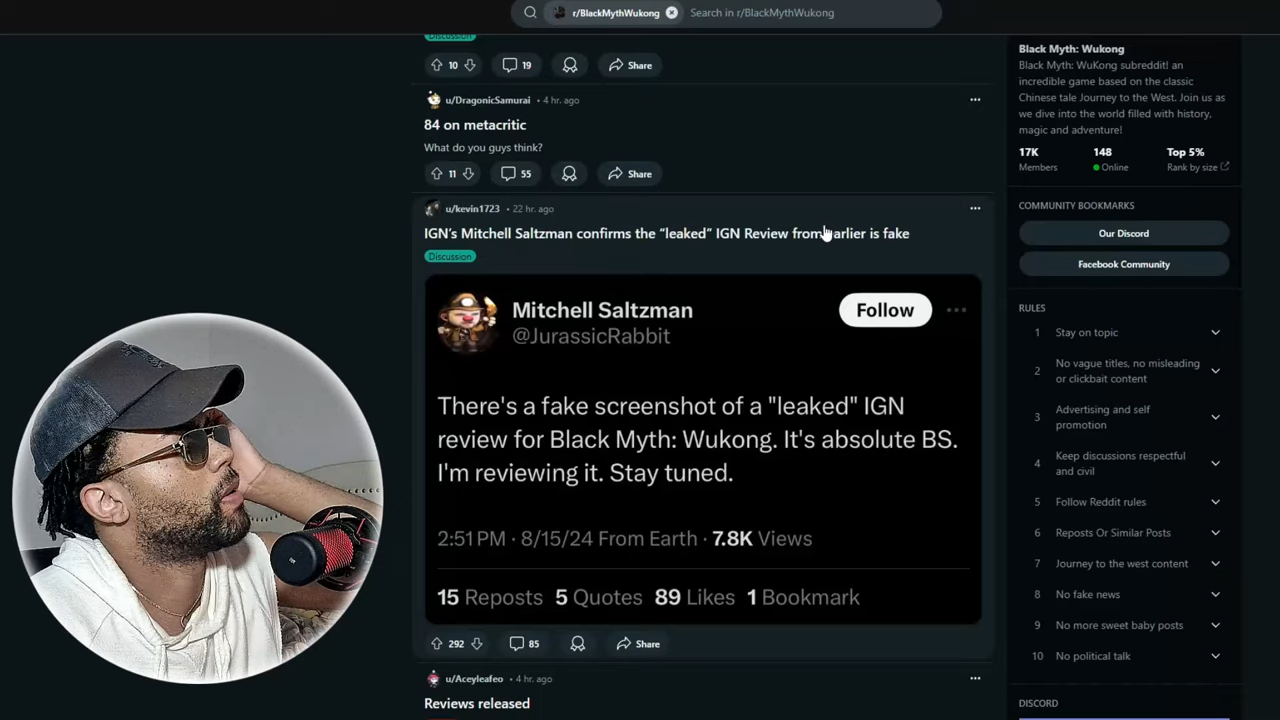 r/BlackMythWukong
Search in r/BlackMythWukong
Discussion
10
19
Share
u/DragonicSamurai • 4 hr. ago
84 on metacritic
What do you guys think?
11
55
Share
u/kevin1723 • 22 hr. ago
IGN’s Mitchell Saltzman confirms the “leaked” IGN Review from earlier is fake
Discussion
Mitchell Saltzman
@JurassicRabbit
Follow
There's a fake screenshot of a "leaked" IGN
review for Black Myth: Wukong. It's absolute BS.
I'm reviewing it. Stay tuned.
2:51 PM · 8/15/24 From Earth · 7.8K Views
15 Reposts 5 Quotes 89 Likes 1 Bookmark
292
85
Share
u/Aceyleafeo • 4 hr. ago
Reviews released
Black Myth: Wukong
Black Myth: WuKong subreddit! an
incredible game based on the classic
Chinese tale Journey to the West. Join us as
we dive into the world filled with history,
magic and adventure!
17K
148
Top 5%
Members
Online
Rank by size
COMMUNITY BOOKMARKS
Our Discord
Facebook Community
RULES
1 Stay on topic
2 No vague titles, no misleading
or clickbait content
3 Advertising and self
promotion
4 Keep discussions respectful
and civil
5 Follow Reddit rules
6 Reposts Or Similar Posts
7 Journey to the west content
8 No fake news
9 No more sweet baby posts
10 No political talk
DISCORD